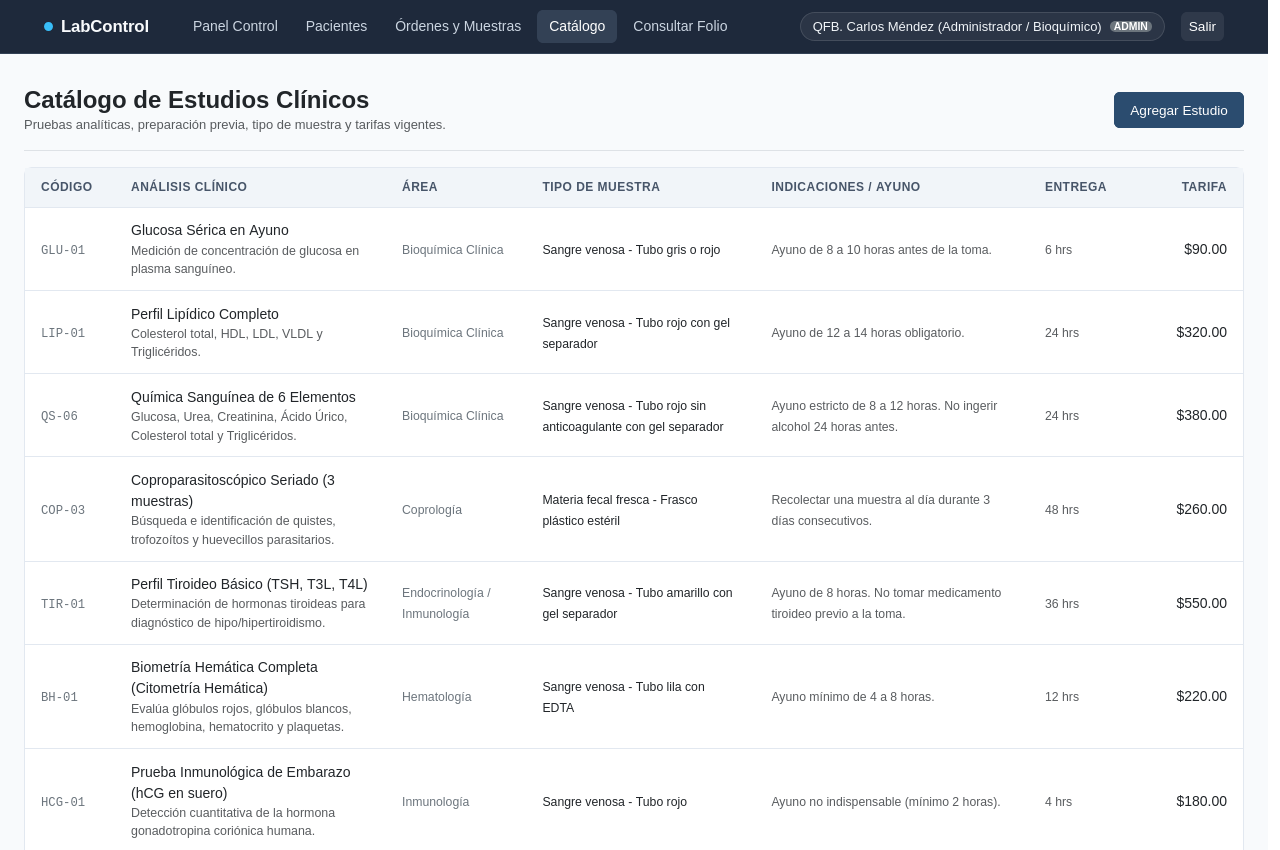 LabControl
Panel Control
Pacientes
Órdenes y Muestras
Catálogo
Consultar Folio
QFB. Carlos Méndez (Administrador / Bioquímico) ADMIN
Salir
Catálogo de Estudios Clínicos
Pruebas analíticas, preparación previa, tipo de muestra y tarifas vigentes.
Agregar Estudio
CÓDIGO
ANÁLISIS CLÍNICO
ÁREA
TIPO DE MUESTRA
INDICACIONES / AYUNO
ENTREGA
TARIFA
GLU-01
Glucosa Sérica en Ayuno
Medición de concentración de glucosa en
plasma sanguíneo.
Bioquímica Clínica
Sangre venosa - Tubo gris o rojo
Ayuno de 8 a 10 horas antes de la toma.
6 hrs
$90.00
LIP-01
Perfil Lipídico Completo
Colesterol total, HDL, LDL, VLDL y
Triglicéridos.
Bioquímica Clínica
Sangre venosa - Tubo rojo con gel
separador
Ayuno de 12 a 14 horas obligatorio.
24 hrs
$320.00
QS-06
Química Sanguínea de 6 Elementos
Glucosa, Urea, Creatinina, Ácido Úrico,
Colesterol total y Triglicéridos.
Bioquímica Clínica
Sangre venosa - Tubo rojo sin
anticoagulante con gel separador
Ayuno estricto de 8 a 12 horas. No ingerir
alcohol 24 horas antes.
24 hrs
$380.00
COP-03
Coproparasitoscópico Seriado (3
muestras)
Búsqueda e identificación de quistes,
trofozoítos y huevecillos parasitarios.
Coprología
Materia fecal fresca - Frasco
plástico estéril
Recolectar una muestra al día durante 3
días consecutivos.
48 hrs
$260.00
TIR-01
Perfil Tiroideo Básico (TSH, T3L, T4L)
Determinación de hormonas tiroideas para
diagnóstico de hipo/hipertiroidismo.
Endocrinología /
Inmunología
Sangre venosa - Tubo amarillo con
gel separador
Ayuno de 8 horas. No tomar medicamento
tiroideo previo a la toma.
36 hrs
$550.00
BH-01
Biometría Hemática Completa
(Citometría Hemática)
Evalúa glóbulos rojos, glóbulos blancos,
hemoglobina, hematocrito y plaquetas.
Hematología
Sangre venosa - Tubo lila con
EDTA
Ayuno mínimo de 4 a 8 horas.
12 hrs
$220.00
HCG-01
Prueba Inmunológica de Embarazo
(hCG en suero)
Detección cuantitativa de la hormona
gonadotropina coriónica humana.
Inmunología
Sangre venosa - Tubo rojo
Ayuno no indispensable (mínimo 2 horas).
4 hrs
$180.00